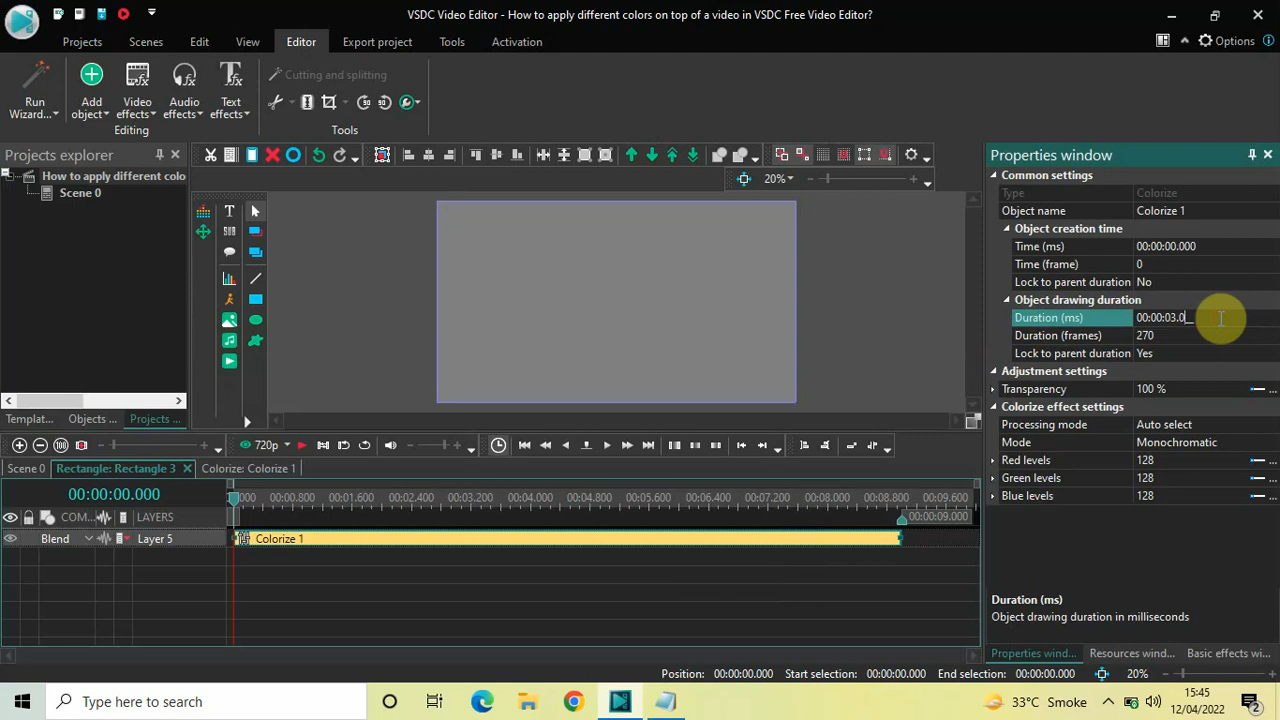 VSDC Video Editor - How to apply different colors on top of a video in VSDC Free Video Editor?
Projects
Scenes
Edit
View
Editor
Export project
Tools
Activation
Options
Run
Wizard...
Add
object
Video
effects
Audio
effects
Text
effects
Editing
Cutting and splitting
Tools
Projects explorer
How to apply different colo
Scene 0
Templat...
Objects ...
Projects ...
20%
Properties window
Common settings
Type Colorize
Object name Colorize 1
Object creation time
Time (ms) 00:00:00.000
Time (frame) 0
Lock to parent duration No
Object drawing duration
Duration (ms) 00:00:03.0__
Duration (frames) 270
Lock to parent duration Yes
Adjustment settings
Transparency 100 % ...
Colorize effect settings
Processing mode Auto select
Mode Monochromatic
Red levels 128 ...
Green levels 128 ...
Blue levels 128 ...
Duration (ms)
Object drawing duration in milliseconds
Properties wind...
Resources wind...
Basic effects wi...
720p
Scene 0
Rectangle: Rectangle 3
Colorize: Colorize 1
00:00:00.000
000 00:00.800 00:01.600 00:02.400 00:03.200 00:04.000 00:04.800 00:05.600 00:06.400 00:07.200 00:08.000 00:08.800 00:09.600
00:00:09.000
COM...
LAYERS
Blend
Layer 5
Colorize 1
Position: 00:00:00.000 Start selection: 00:00:00.000 End selection: 00:00:00.000 20%
Type here to search
33°C Smoke
15:45
12/04/2022
2